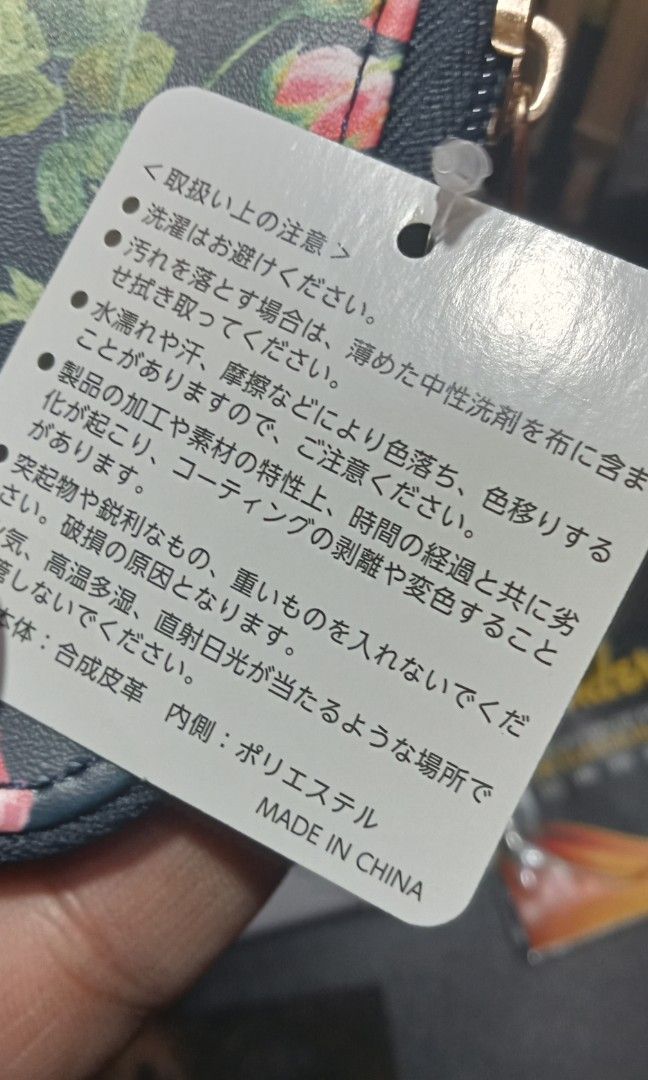 ＜取扱い上の注意＞
●洗濯はお避けください。
●汚れを落とす場合は、薄めた中性洗剤を布に含ま
せ拭き取ってください。
●水濡れや汗、摩擦などにより色落ち、色移りする
ことがありますので、ご注意ください。
●製品の加工や素材の特性上、時間の経過と共に劣
化が起こり、コーティングの剥離や変色すること
があります。
●突起物や鋭利なもの、重いものを入れないでくだ
さい。破損の原因となります。
気、高温多湿、直射日光が当たるような場所で
しないでください。
本体：合成皮革　内側：ポリエステル
MADE IN CHINA